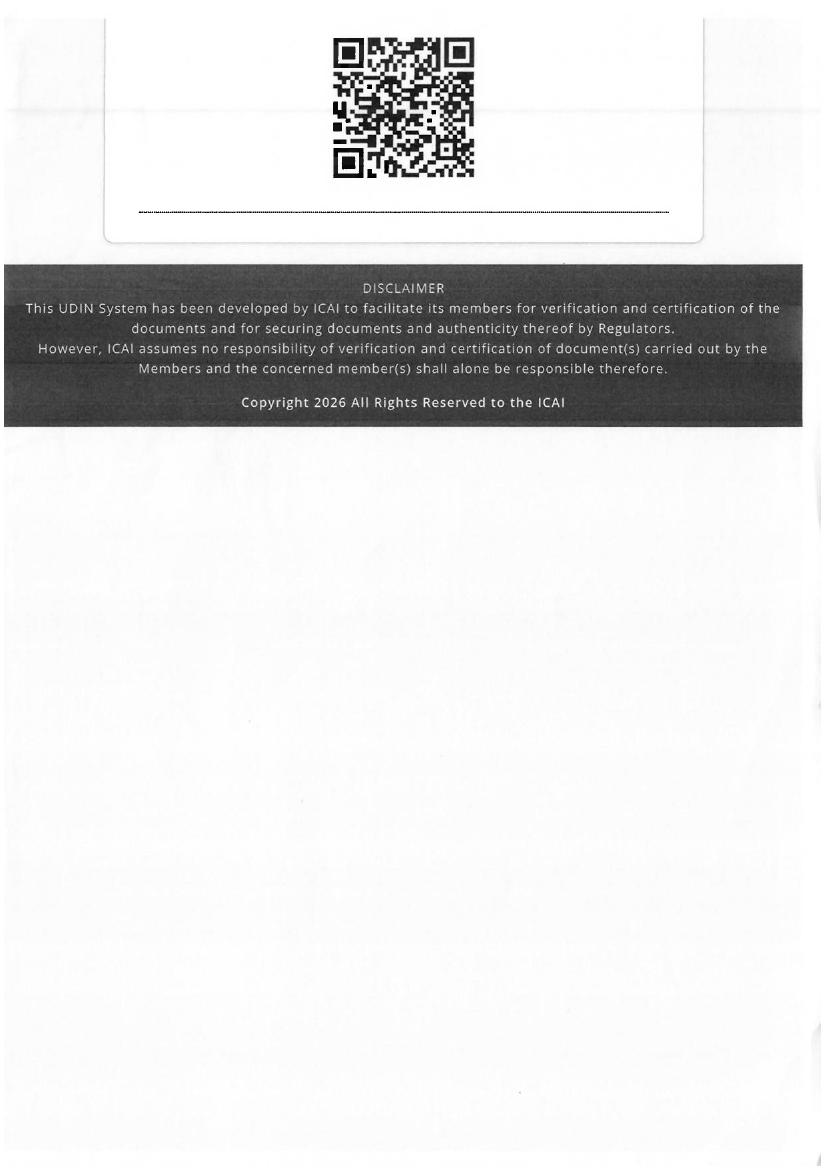 DISCLAIMER
This UDIN System has been developed by ICAI to facilitate its members for verification and certification of the
documents and for securing documents and authenticity thereof by Regulators.
However, ICAI assumes no responsibility of verification and certification of document(s) carried out by the
Members and the concerned member(s) shall alone be responsible therefore.
Copyright 2026 All Rights Reserved to the ICAI